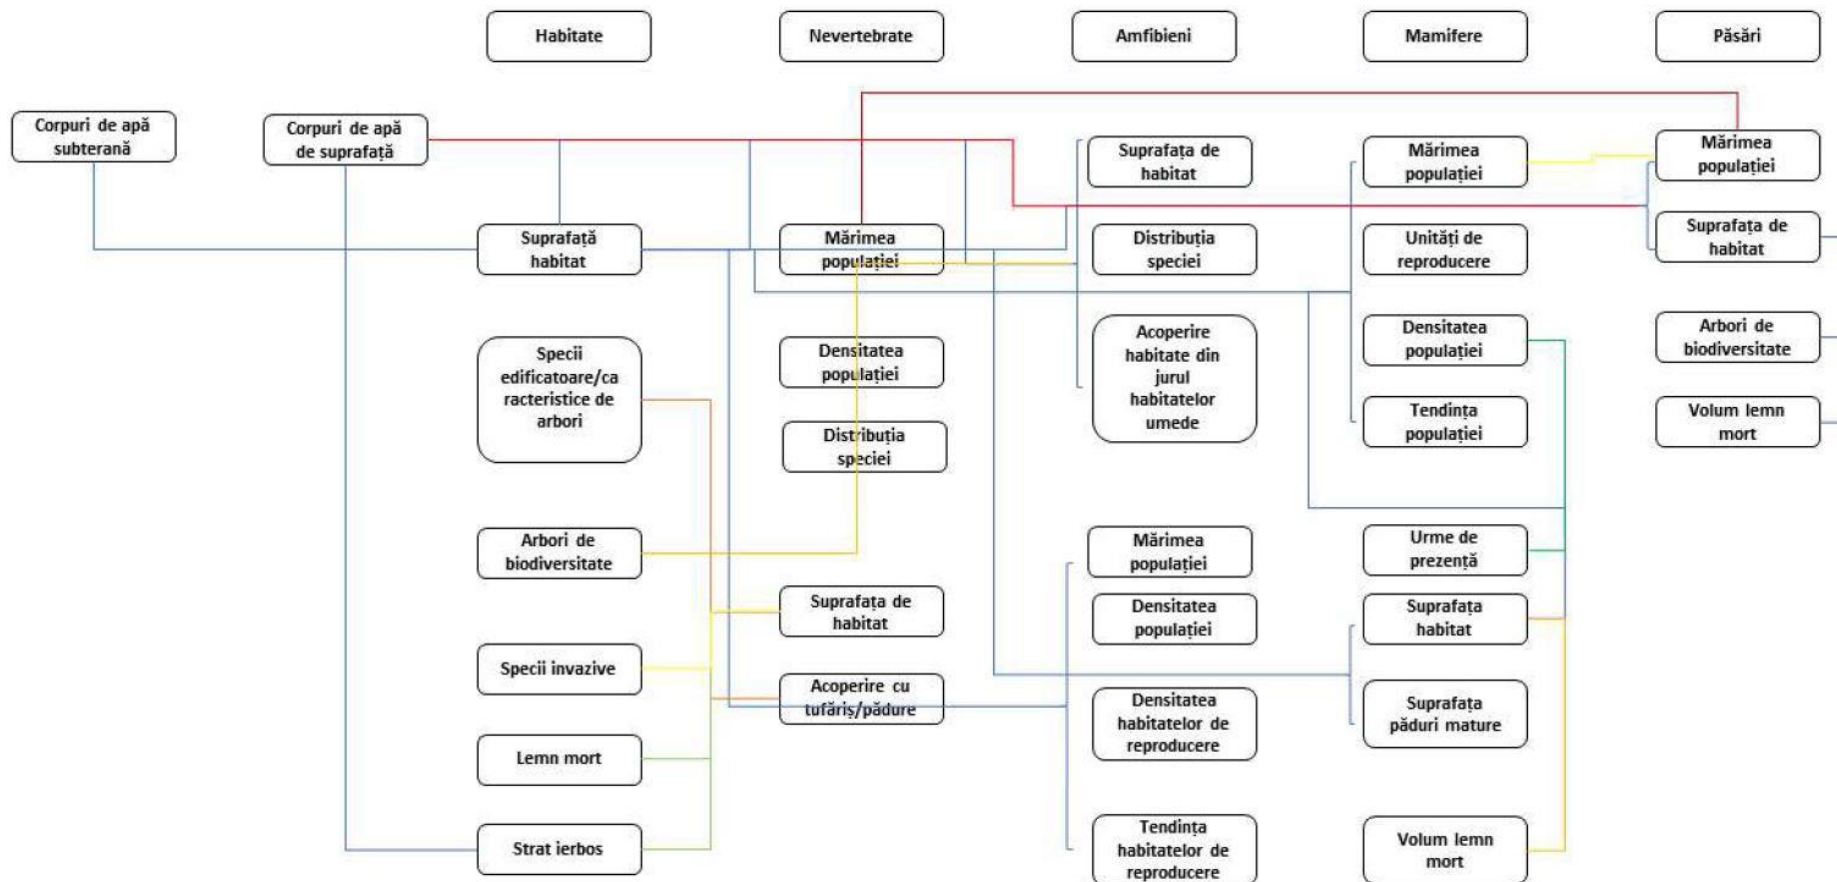 Habitate
Nevertebrate
Amfibieni
Mamifere
Păsări
Corpuri de apă
subterană
Corpuri de apă
de suprafață
Suprafață
habitat
Specii
edificatoare/ca
racteristice de
arbori
Arbori de
biodiversitate
Specii invazive
Lemn mort
Strat ierbos
Mărimea
populației
Densitatea
populației
Distribuția
speciei
Suprafața de
habitat
Acoperire cu
tufăriș/pădure
Suprafața de
habitat
Distribuția
speciei
Acoperire
habitate din
jurul
habitatelor
umede
Mărimea
populației
Densitatea
populației
Densitatea
habitatelor de
reproducere
Tendința
habitatelor de
reproducere
Mărimea
populației
Unități de
reproducere
Densitatea
populației
Tendința
populației
Urme de
prezență
Suprafața
habitat
Suprafața
păduri mature
Volum lemn
mort
Mărimea
populației
Suprafața de
habitat
Arbori de
biodiversitate
Volum lemn
mort